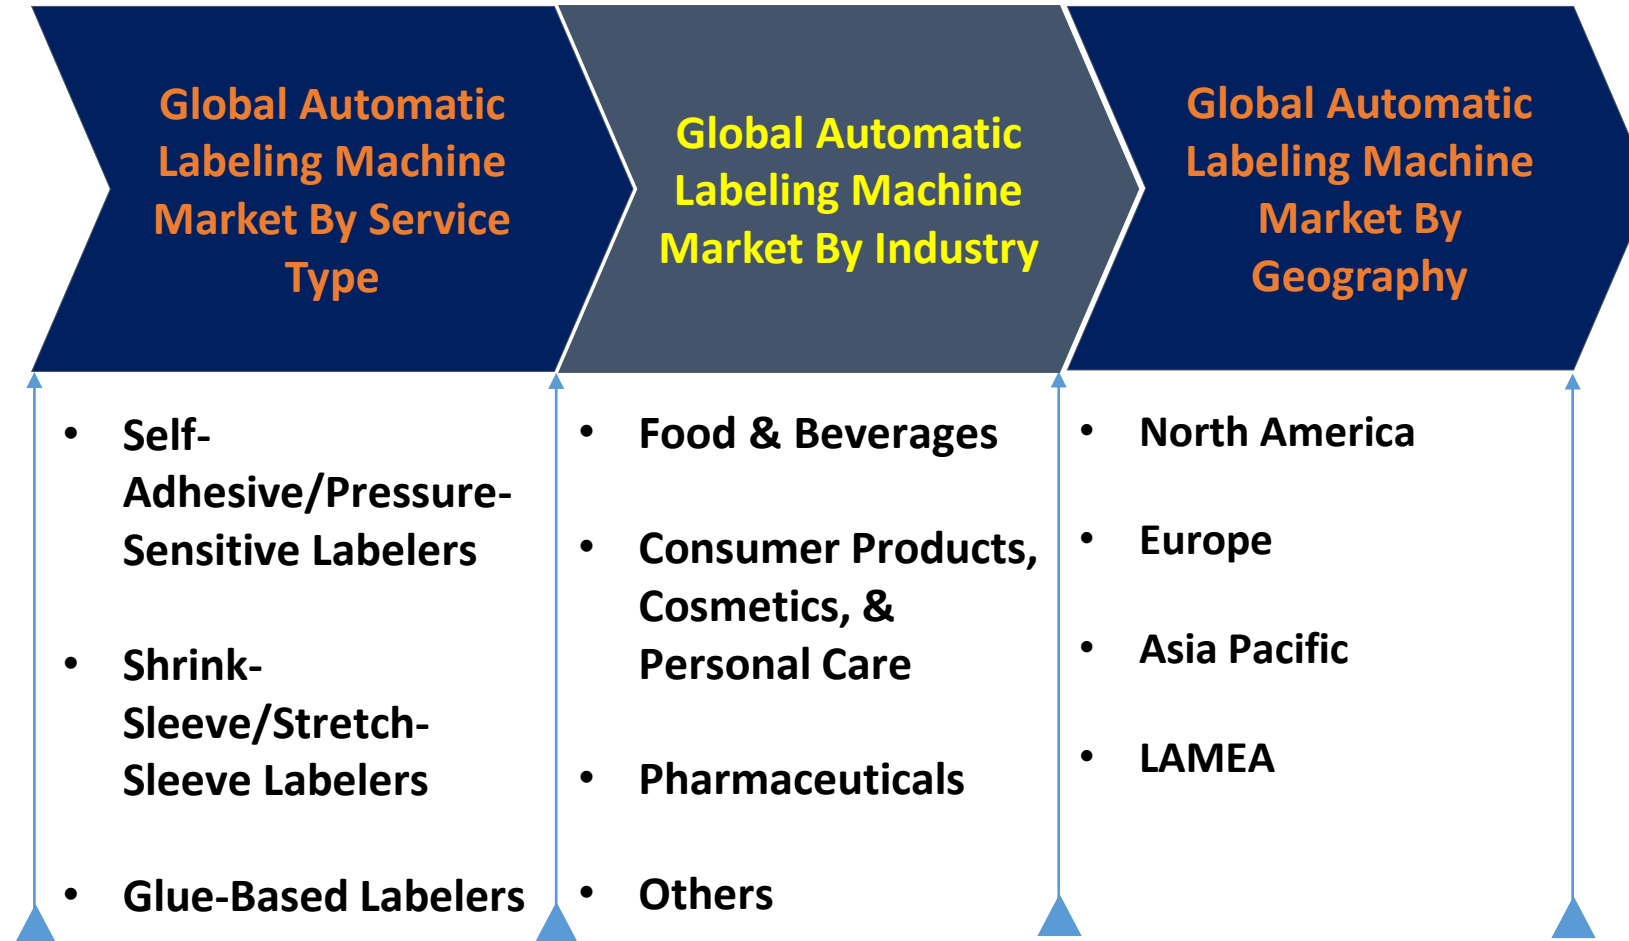 Global Automatic
Labeling Machine
Market By Service
Type
Global Automatic
Labeling Machine
Market By Industry
Global Automatic
Labeling Machine
Market By
Geography
• Self-
Adhesive/Pressure-
Sensitive Labelers
• Shrink-
Sleeve/Stretch-
Sleeve Labelers
• Glue-Based Labelers
• Food & Beverages
• Consumer Products,
Cosmetics, &
Personal Care
• Pharmaceuticals
• Others
• North America
• Europe
• Asia Pacific
• LAMEA